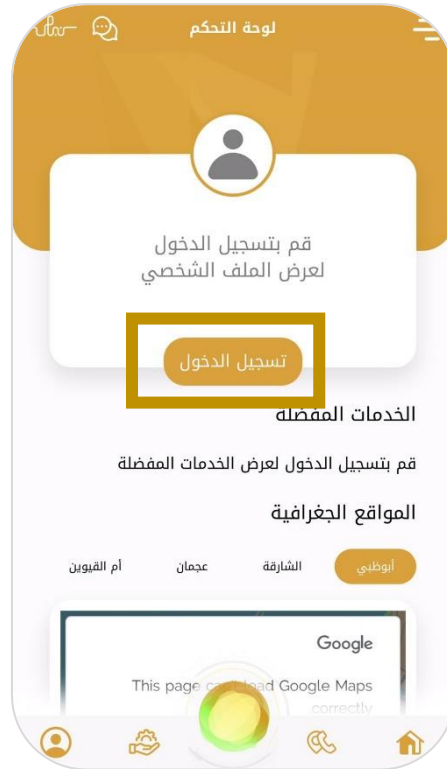 لوحة التحكم
قم بتسجيل الدخول
لعرض الملف الشخصي
تسجيل الدخول
الخدمات المفضلة
قم بتسجيل الدخول لعرض الخدمات المفضلة
المواقع الجغرافية
أبوظبي الشارقة عجمان أم القيوين
Google
This page can't load Google Maps
correctly